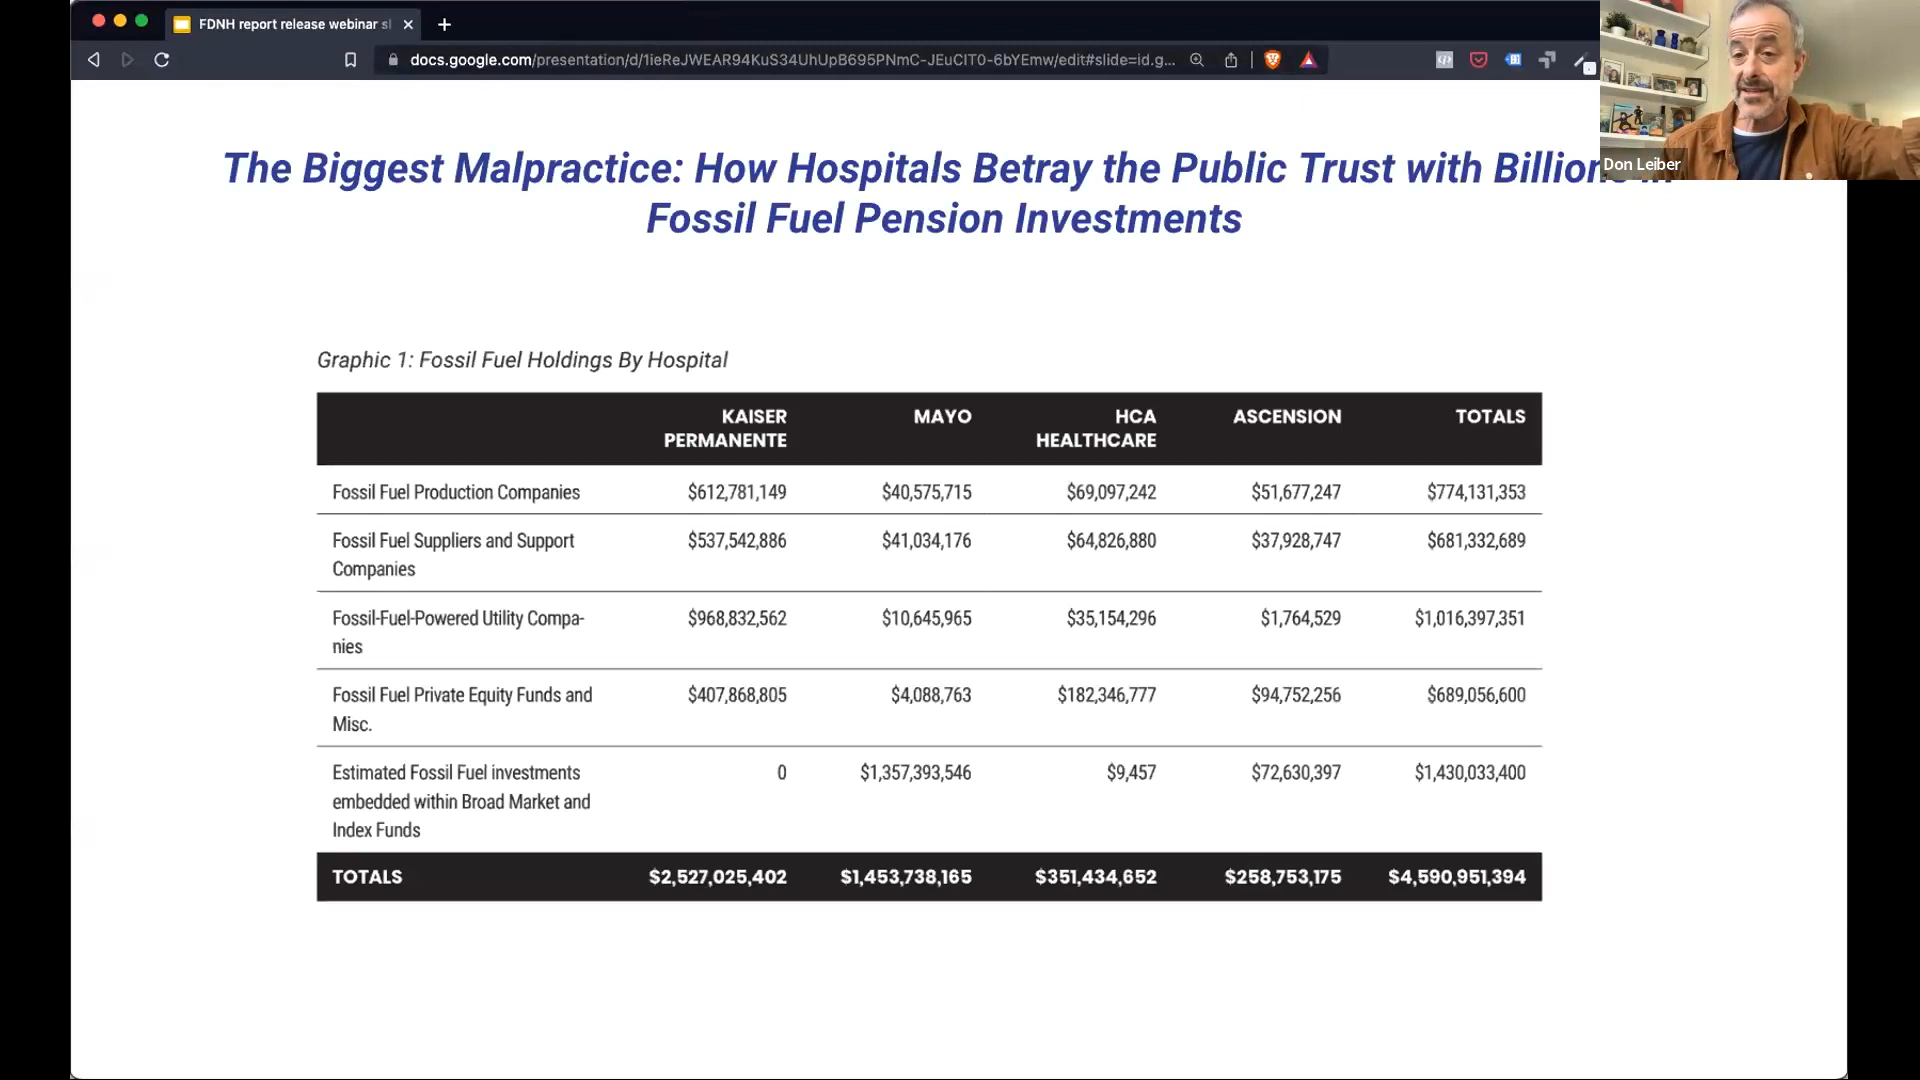 FDNH report release webinar sl
docs.google.com/presentation/d/1ieReJWEAR94KuS34UhUpB695PNmC-JEuCIT0-6bYEmw/edit#slide=id.g...
Don Leiber
The Biggest Malpractice: How Hospitals Betray the Public Trust with Billions in
Fossil Fuel Pension Investments
Graphic 1: Fossil Fuel Holdings By Hospital
KAISER PERMANENTE MAYO HCA HEALTHCARE ASCENSION TOTALS
Fossil Fuel Production Companies $612,781,149 $40,575,715 $69,097,242 $51,677,247 $774,131,353
Fossil Fuel Suppliers and Support $537,542,886 $41,034,176 $64,826,880 $37,928,747 $681,332,689
Companies
Fossil-Fuel-Powered Utility Compa- $968,832,562 $10,645,965 $35,154,296 $1,764,529 $1,016,397,351
nies
Fossil Fuel Private Equity Funds and $407,868,805 $4,088,763 $182,346,777 $94,752,256 $689,056,600
Misc.
Estimated Fossil Fuel investments 0 $1,357,393,546 $9,457 $72,630,397 $1,430,033,400
embedded within Broad Market and
Index Funds
TOTALS $2,527,025,402 $1,453,738,165 $351,434,652 $258,753,175 $4,590,951,394